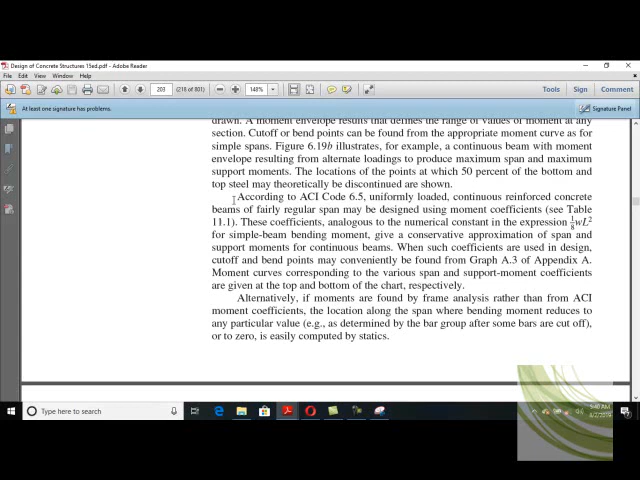 Design of Concrete Structures 15ed.pdf - Adobe Reader
File Edit View Window Help
203 (218 of 801) 148% Tools Sign Comment
At least one signature has problems. Signature Panel
drawn. A moment envelope results that defines the range of values of moment at any
section. Cutoff or bend points can be found from the appropriate moment curve as for
simple spans. Figure 6.19b illustrates, for example, a continuous beam with moment
envelope resulting from alternate loadings to produce maximum span and maximum
support moments. The locations of the points at which 50 percent of the bottom and
top steel may theoretically be discontinued are shown.
According to ACI Code 6.5, uniformly loaded, continuous reinforced concrete
beams of fairly regular span may be designed using moment coefficients (see Table
11.1). These coefficients, analogous to the numerical constant in the expression 1/8 wL²
for simple-beam bending moment, give a conservative approximation of span and
support moments for continuous beams. When such coefficients are used in design,
cutoff and bend points may conveniently be found from Graph A.3 of Appendix A.
Moment curves corresponding to the various span and support-moment coefficients
are given at the top and bottom of the chart, respectively.
Alternatively, if moments are found by frame analysis rather than from ACI
moment coefficients, the location along the span where bending moment reduces to
any particular value (e.g., as determined by the bar group after some bars are cut off),
or to zero, is easily computed by statics.
Type here to search